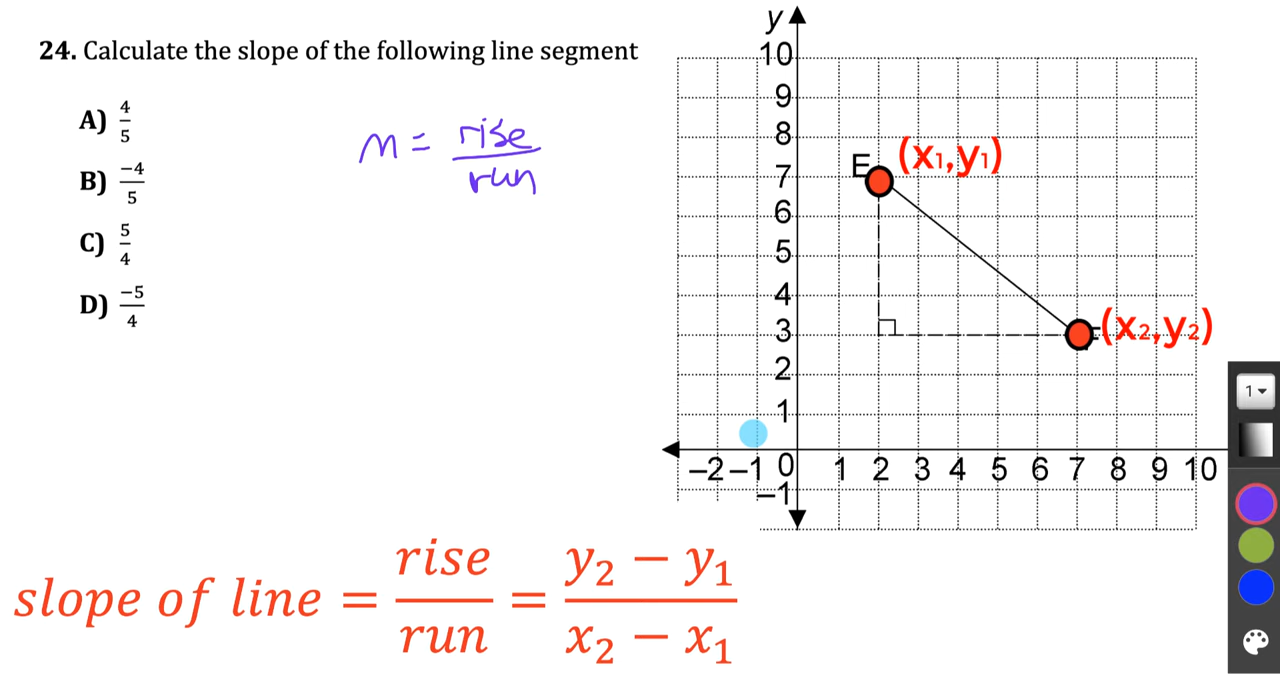 24. Calculate the slope of the following line segment
A) 4/5
B) −4/5
C) 5/4
D) −5/4
m = rise/run
y
10
9
8
7
6
5
4
3
2
1
E (x₁,y₁)
(x₂,y₂)
−2 −1 0 1 2 3 4 5 6 7 8 9 10
−1
slope of line = rise/run = y₂ − y₁/x₂ − x₁
1